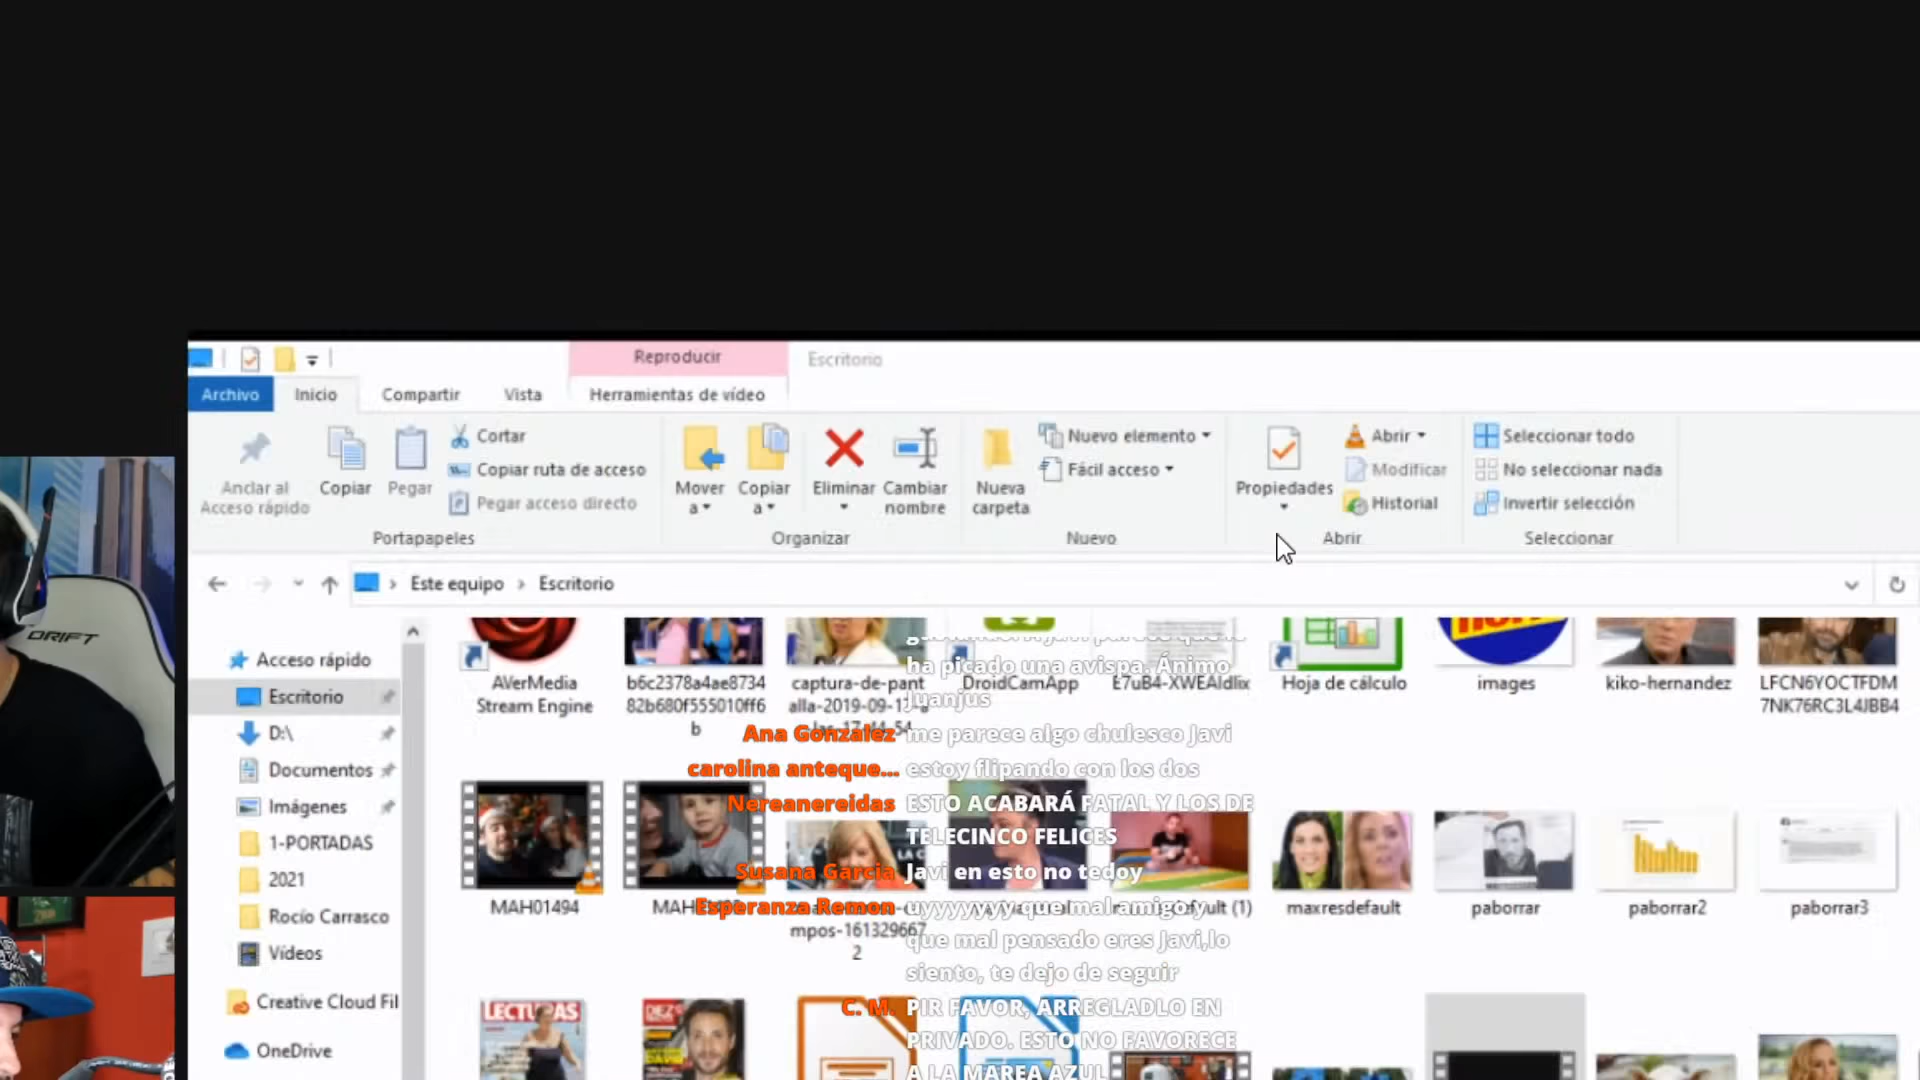 Reproducir
Escritorio
Archivo
Inicio
Compartir
Vista
Herramientas de vídeo
Anclar al
Acceso rápido
Copiar
Pegar
Cortar
Copiar ruta de acceso
Pegar acceso directo
Portapapeles
Mover
a
Copiar
a
Eliminar
Cambiar
nombre
Organizar
Nueva
carpeta
Nuevo elemento
Fácil acceso
Nuevo
Propiedades
Abrir
Modificar
Historial
Abrir
Seleccionar todo
No seleccionar nada
Invertir selección
Seleccionar
Este equipo
Escritorio
Acceso rápido
Escritorio
D:\
Documentos
Imágenes
1-PORTADAS
2021
Rocío Carrasco
Vídeos
Creative Cloud Fil
OneDrive
DRIFT
AVerMedia
Stream Engine
b6c2378a4ae8734
82b680f555010ff6
b
captura-de-pant
DroidCamApp
E7uB4-XWEAIdlix
Hoja de cálculo
images
kiko-hernandez
LFCN6YOCTFDM
7NK76RC3L4JBB4
ha picado una avispa. Ánimo
Juanjus
Ana González me parece algo chulesco Javi
carolina anteque... estoy flipando con los dos
Nereanereidas ESTO ACABARÁ FATAL Y LOS DE
TELECINCO FELICES
Susana Garcia Javi en esto no tedoy
Esperanza Remon uyyyyyyy que mal amigo y
que mal pensado eres Javi,lo
siento, te dejo de seguir
C. M. PIR FAVOR, ARREGLADLO EN
PRIVADO. ESTO NO FAVORECE
A LA MAREA AZUL
MAH01494
mpos-161329667
2
maxresdefault
paborrar
paborrar2
paborrar3
LECTURAS
DIEZ